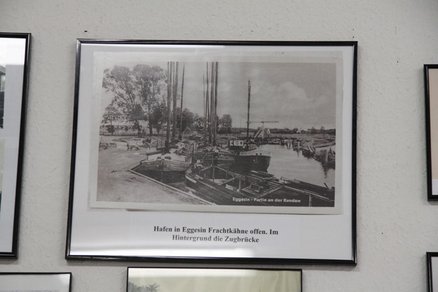 Eggesin - Partie an der Randow
Hafen in Eggesin Frachtkähne offen. Im
Hintergrund die Zugbrücke